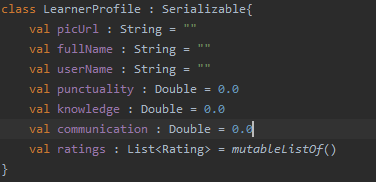 class LearnerProfile : Serializable{
val picUrl : String = ""
val fullName : String = ""
val userName : String = ""
val punctuality : Double = 0.0
val knowledge : Double = 0.0
val communication : Double = 0.0
val ratings : List<Rating> = mutableListOf()
}